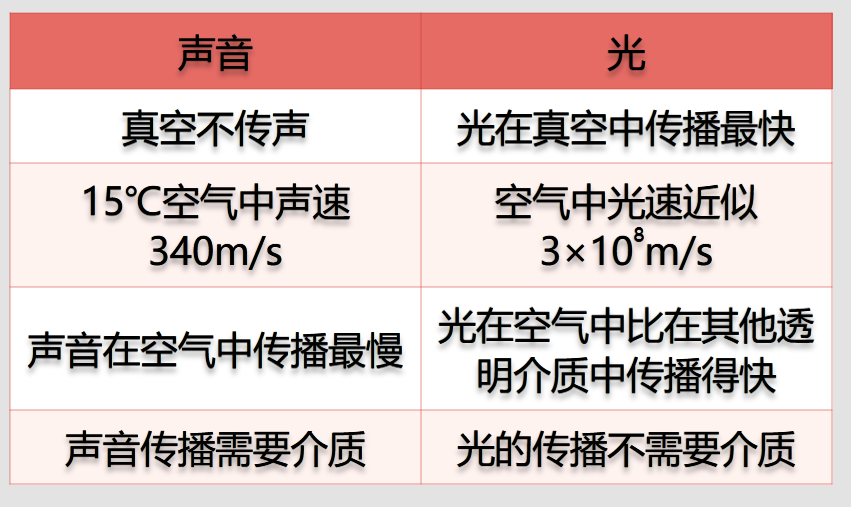 声音
光
真空不传声
光在真空中传播最快
15℃空气中声速
340m/s
空气中光速近似
3×10⁸m/s
声音在空气中传播最慢
光在空气中比在其他透
明介质中传播得快
声音传播需要介质
光的传播不需要介质